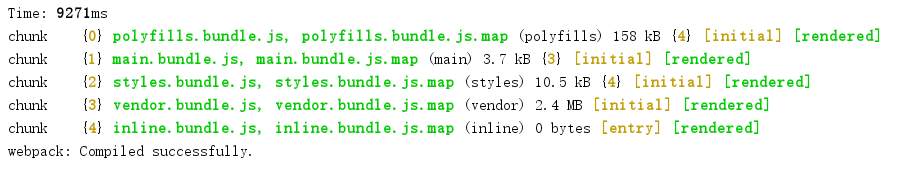 Time: 9271ms
chunk {0} polyfills.bundle.js, polyfills.bundle.js.map (polyfills) 158 kB {4} [initial] [rendered]
chunk {1} main.bundle.js, main.bundle.js.map (main) 3.7 kB {3} [initial] [rendered]
chunk {2} styles.bundle.js, styles.bundle.js.map (styles) 10.5 kB {4} [initial] [rendered]
chunk {3} vendor.bundle.js, vendor.bundle.js.map (vendor) 2.4 MB [initial] [rendered]
chunk {4} inline.bundle.js, inline.bundle.js.map (inline) 0 bytes [entry] [rendered]
webpack: Compiled successfully.